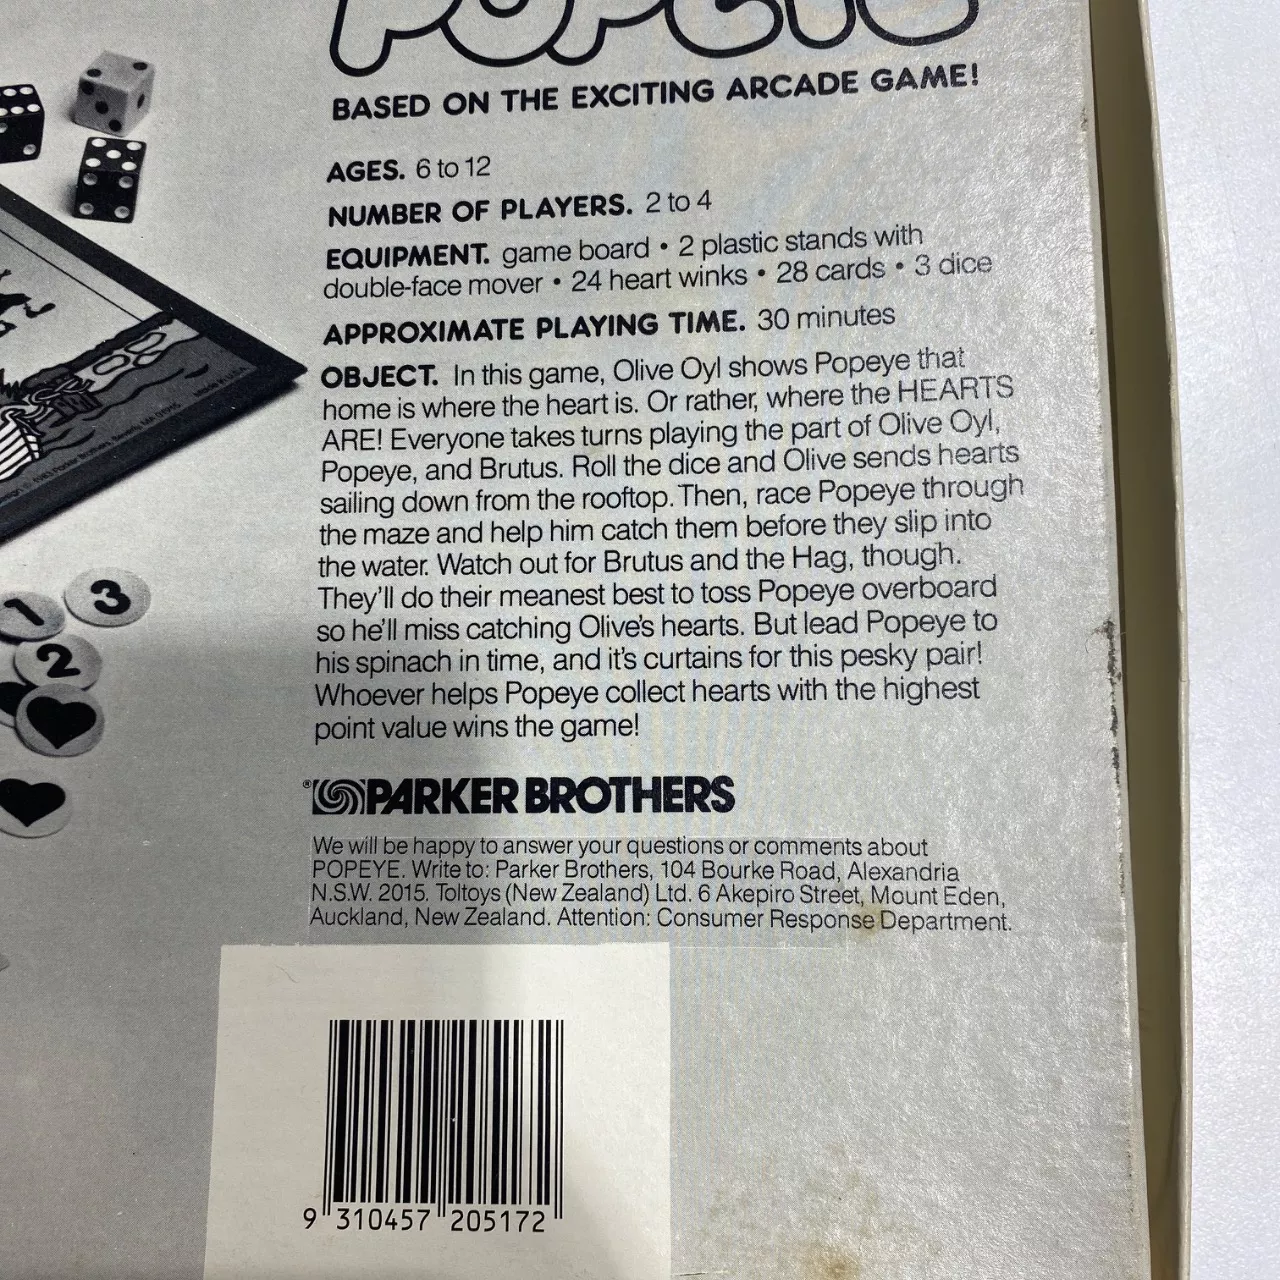 POPEYE
BASED ON THE EXCITING ARCADE GAME!
AGES. 6 to 12
NUMBER OF PLAYERS. 2 to 4
EQUIPMENT. game board • 2 plastic stands with
double-face mover • 24 heart winks • 28 cards • 3 dice
APPROXIMATE PLAYING TIME. 30 minutes
OBJECT. In this game, Olive Oyl shows Popeye that
home is where the heart is. Or rather, where the HEARTS
ARE! Everyone takes turns playing the part of Olive Oyl,
Popeye, and Brutus. Roll the dice and Olive sends hearts
sailing down from the rooftop. Then, race Popeye through
the maze and help him catch them before they slip into
the water. Watch out for Brutus and the Hag, though.
They'll do their meanest best to toss Popeye overboard
so he'll miss catching Olive's hearts. But lead Popeye to
his spinach in time, and it's curtains for this pesky pair!
Whoever helps Popeye collect hearts with the highest
point value wins the game!
1
3
2
® PARKER BROTHERS
We will be happy to answer your questions or comments about
POPEYE. Write to: Parker Brothers, 104 Bourke Road, Alexandria
N.S.W. 2015. Toltoys (New Zealand) Ltd. 6 Akepiro Street, Mount Eden,
Auckland, New Zealand. Attention: Consumer Response Department.
9 310457 205172